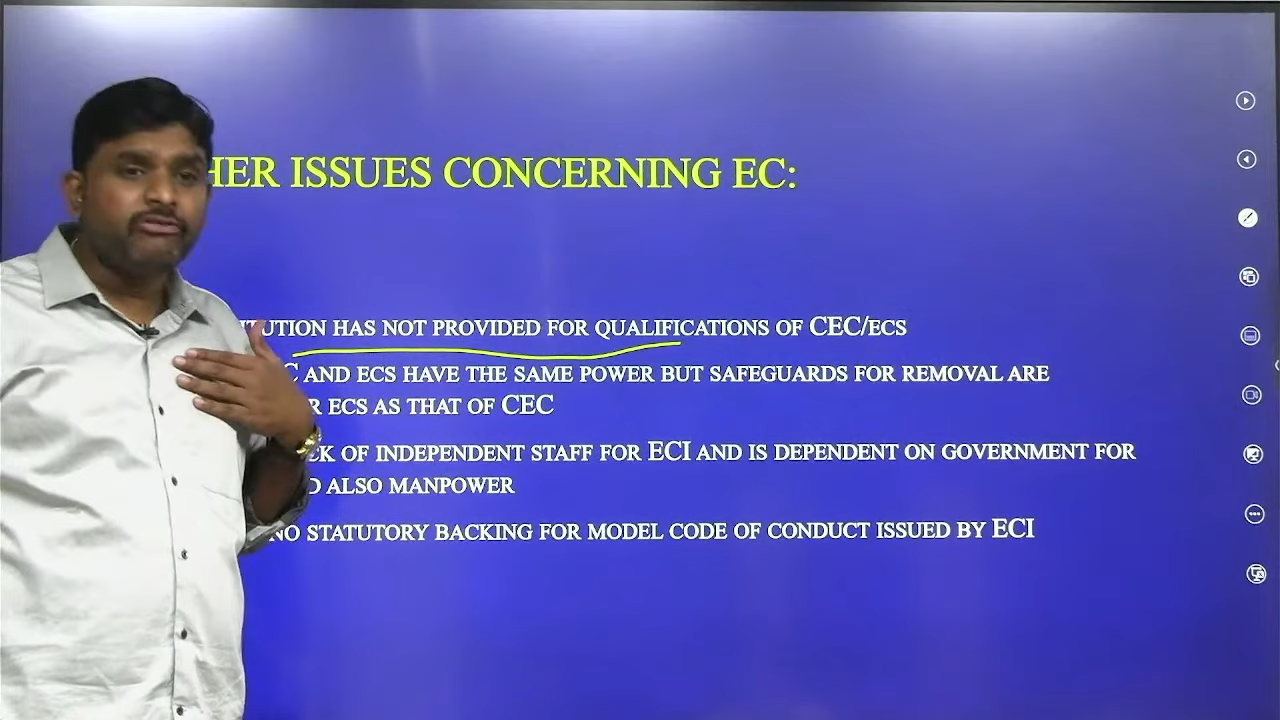 HER ISSUES CONCERNING EC:
TUTION HAS NOT PROVIDED FOR QUALIFICATIONS OF CEC/ECS
C AND ECS HAVE THE SAME POWER BUT SAFEGUARDS FOR REMOVAL ARE
R ECS AS THAT OF CEC
CK OF INDEPENDENT STAFF FOR ECI AND IS DEPENDENT ON GOVERNMENT FOR
D ALSO MANPOWER
NO STATUTORY BACKING FOR MODEL CODE OF CONDUCT ISSUED BY ECI